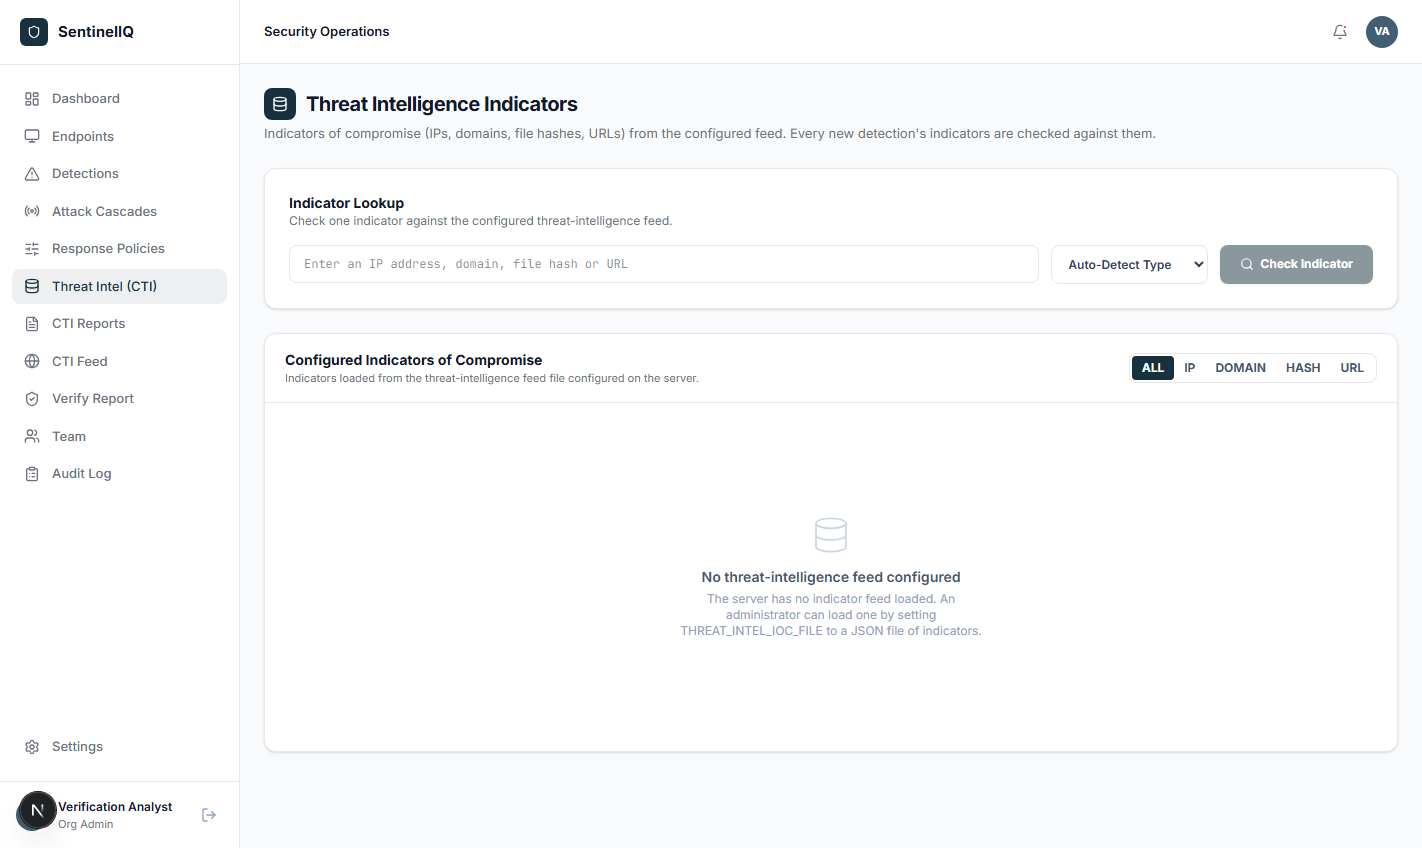 SentinelIQ
Security Operations
VA
Dashboard
Endpoints
Detections
Attack Cascades
Response Policies
Threat Intel (CTI)
CTI Reports
CTI Feed
Verify Report
Team
Audit Log
Settings
N
Verification Analyst
Org Admin
Threat Intelligence Indicators
Indicators of compromise (IPs, domains, file hashes, URLs) from the configured feed. Every new detection's indicators are checked against them.
Indicator Lookup
Check one indicator against the configured threat-intelligence feed.
Enter an IP address, domain, file hash or URL
Auto-Detect Type
Check Indicator
Configured Indicators of Compromise
Indicators loaded from the threat-intelligence feed file configured on the server.
ALL IP DOMAIN HASH URL
No threat-intelligence feed configured
The server has no indicator feed loaded. An
administrator can load one by setting
THREAT_INTEL_IOC_FILE to a JSON file of indicators.